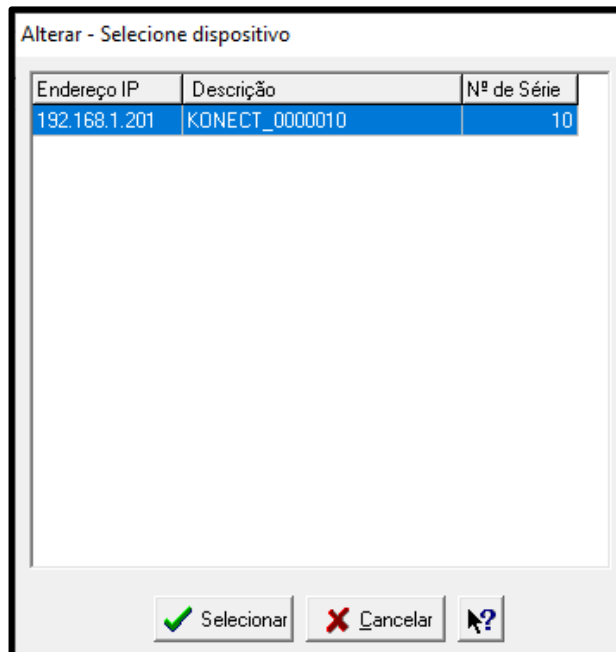 Alterar - Selecione dispositivo
Endereço IP Descrição Nº de Série
192.168.1.201 KONECT_0000010 10
Selecionar Cancelar ?